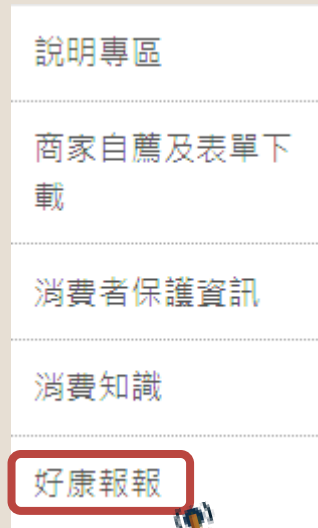 說明專區
商家自薦及表單下
載
消費者保護資訊
消費知識
好康報報